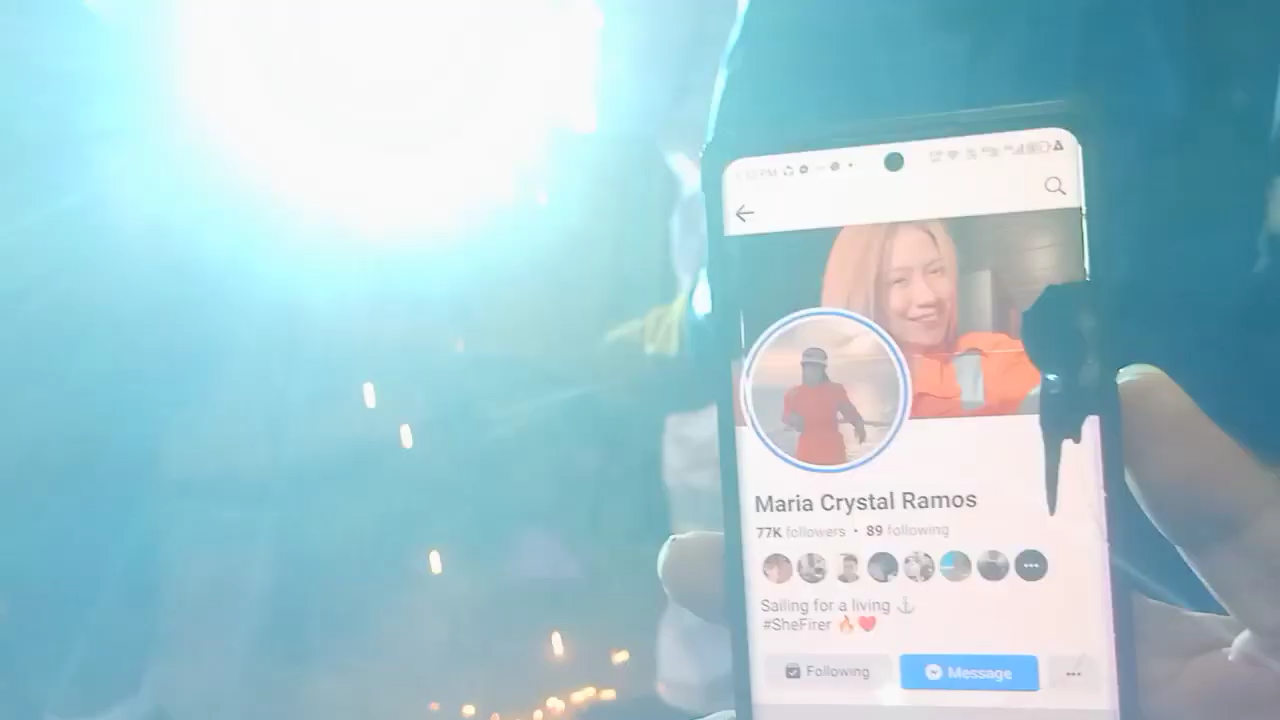 Maria Crystal Ramos
77K followers • 89 following
Sailing for a living ⚓
#SheFirer 🔥❤️
Following
Message